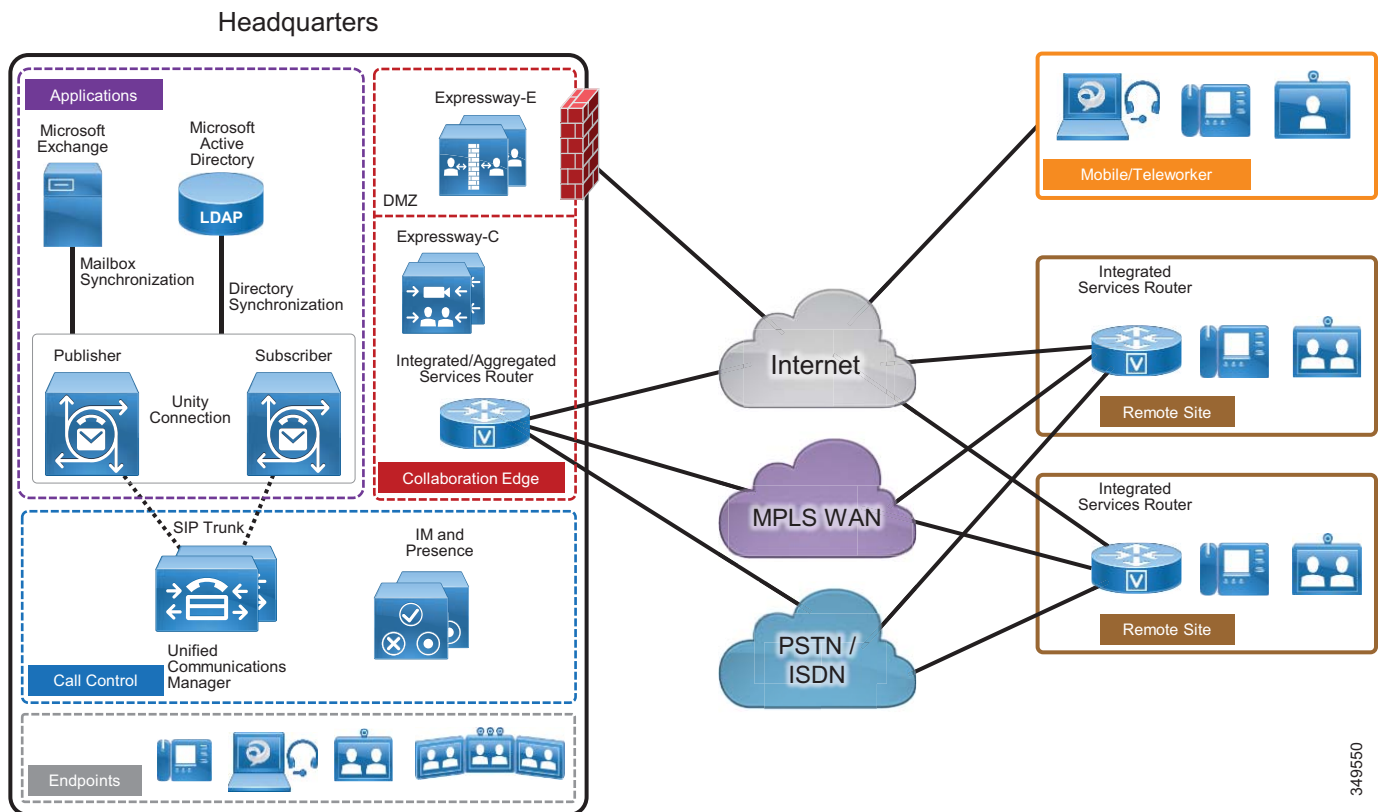 Headquarters
Applications
Microsoft
Exchange
Microsoft
Active
Directory
LDAP
Mailbox
Synchronization
Directory
Synchronization
Publisher
Subscriber
Unity
Connection
Expressway-E
DMZ
Expressway-C
Integrated/Aggregated
Services Router
V
Collaboration Edge
SIP Trunk
IM and
Presence
Unified
Communications
Manager
Call Control
Endpoints
Internet
MPLS WAN
PSTN /
ISDN
Mobile/Teleworker
Integrated
Services Router
V
Remote Site
Integrated
Services Router
V
Remote Site
349550